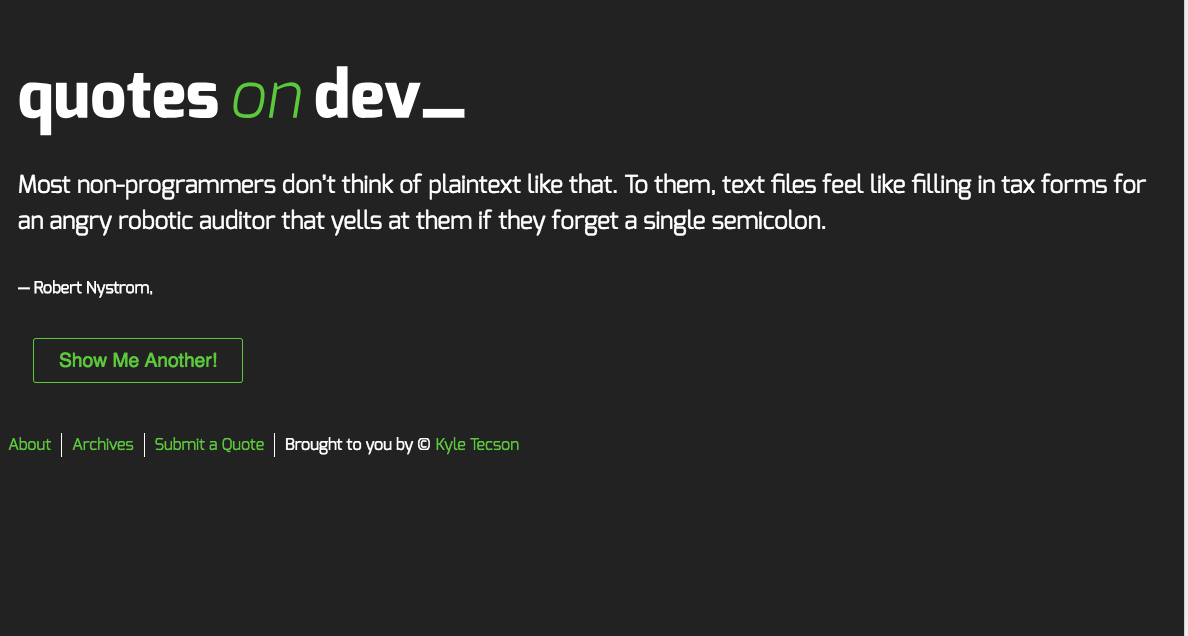 quotes on dev_
Most non-programmers don’t think of plaintext like that. To them, text files feel like filling in tax forms for
an angry robotic auditor that yells at them if they forget a single semicolon.
— Robert Nystrom,
Show Me Another!
About Archives Submit a Quote Brought to you by © Kyle Tecson